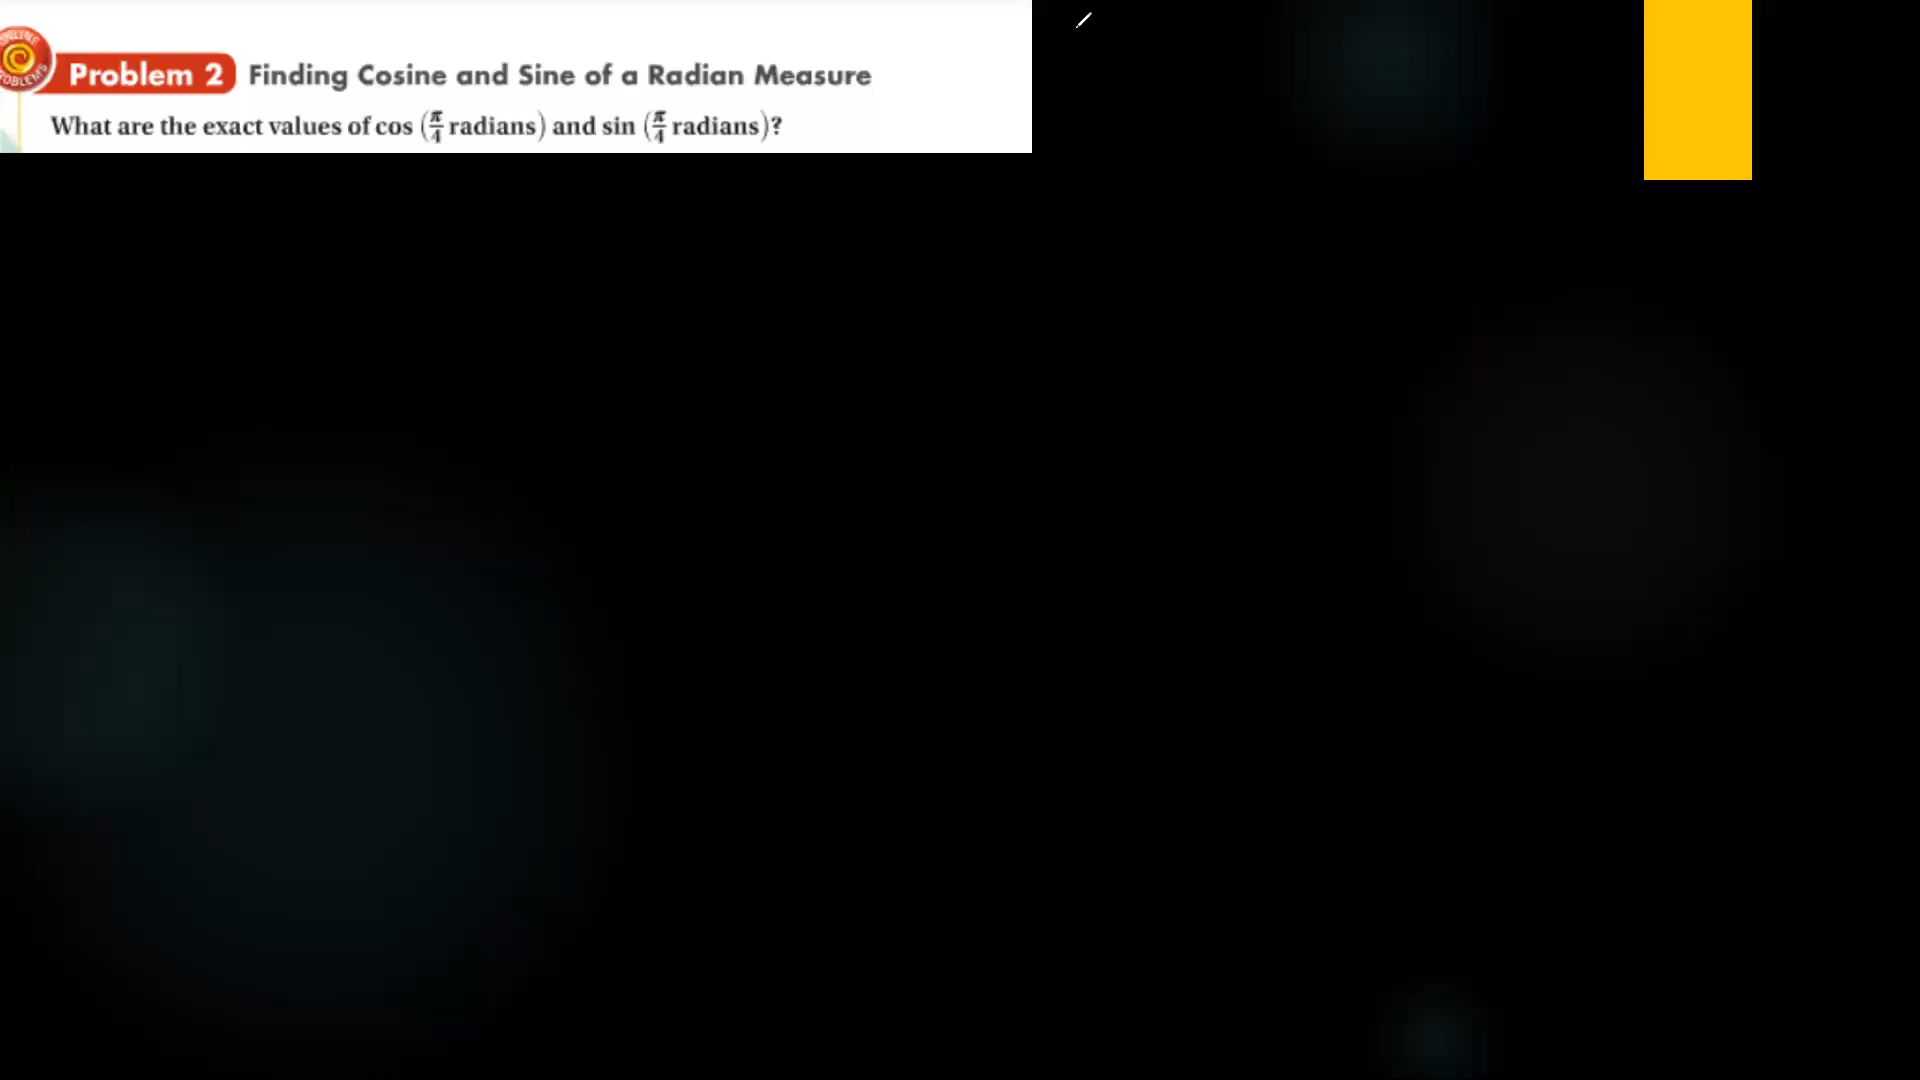 Problem 2 Finding Cosine and Sine of a Radian Measure
What are the exact values of cos (π/4 radians) and sin (π/4 radians)?